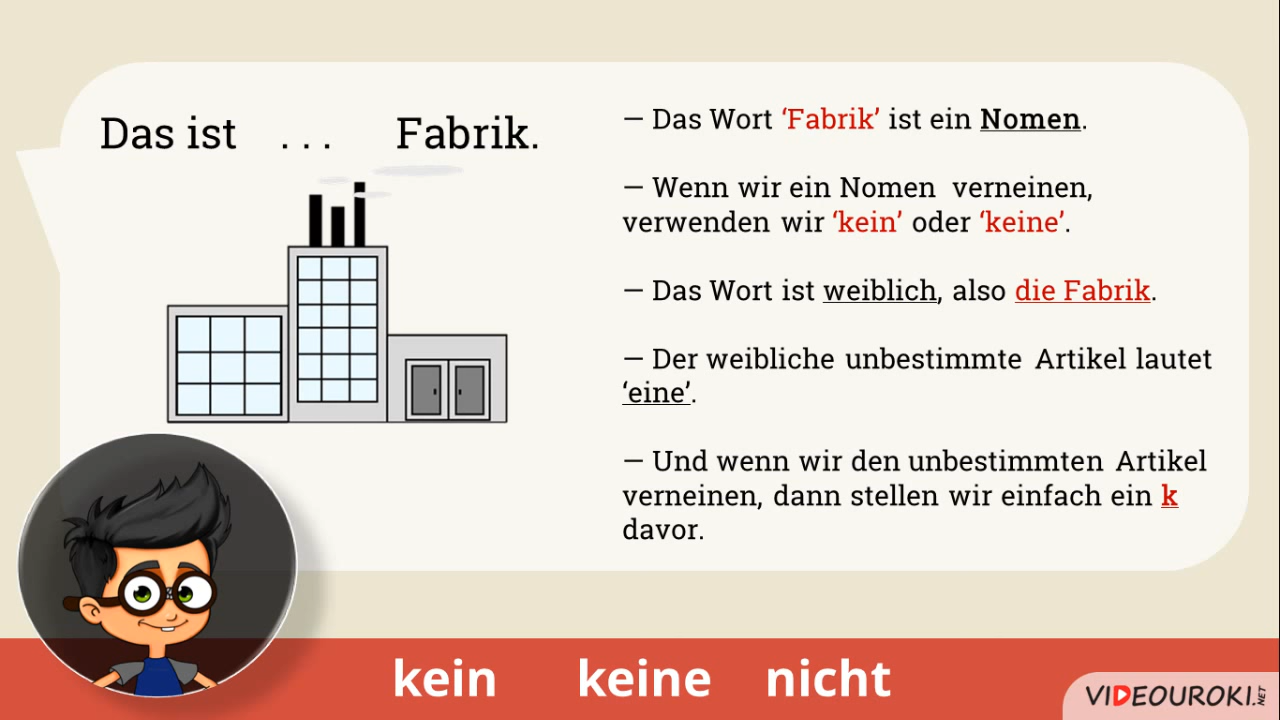 Das ist ... Fabrik.
– Das Wort ‘Fabrik’ ist ein Nomen.
– Wenn wir ein Nomen verneinen,
verwenden wir ‘kein’ oder ‘keine’.
– Das Wort ist weiblich, also die Fabrik.
– Der weibliche unbestimmte Artikel lautet
‘eine’.
– Und wenn wir den unbestimmten Artikel
verneinen, dann stellen wir einfach ein k
davor.
kein keine nicht
VIDEOUROKI.NET